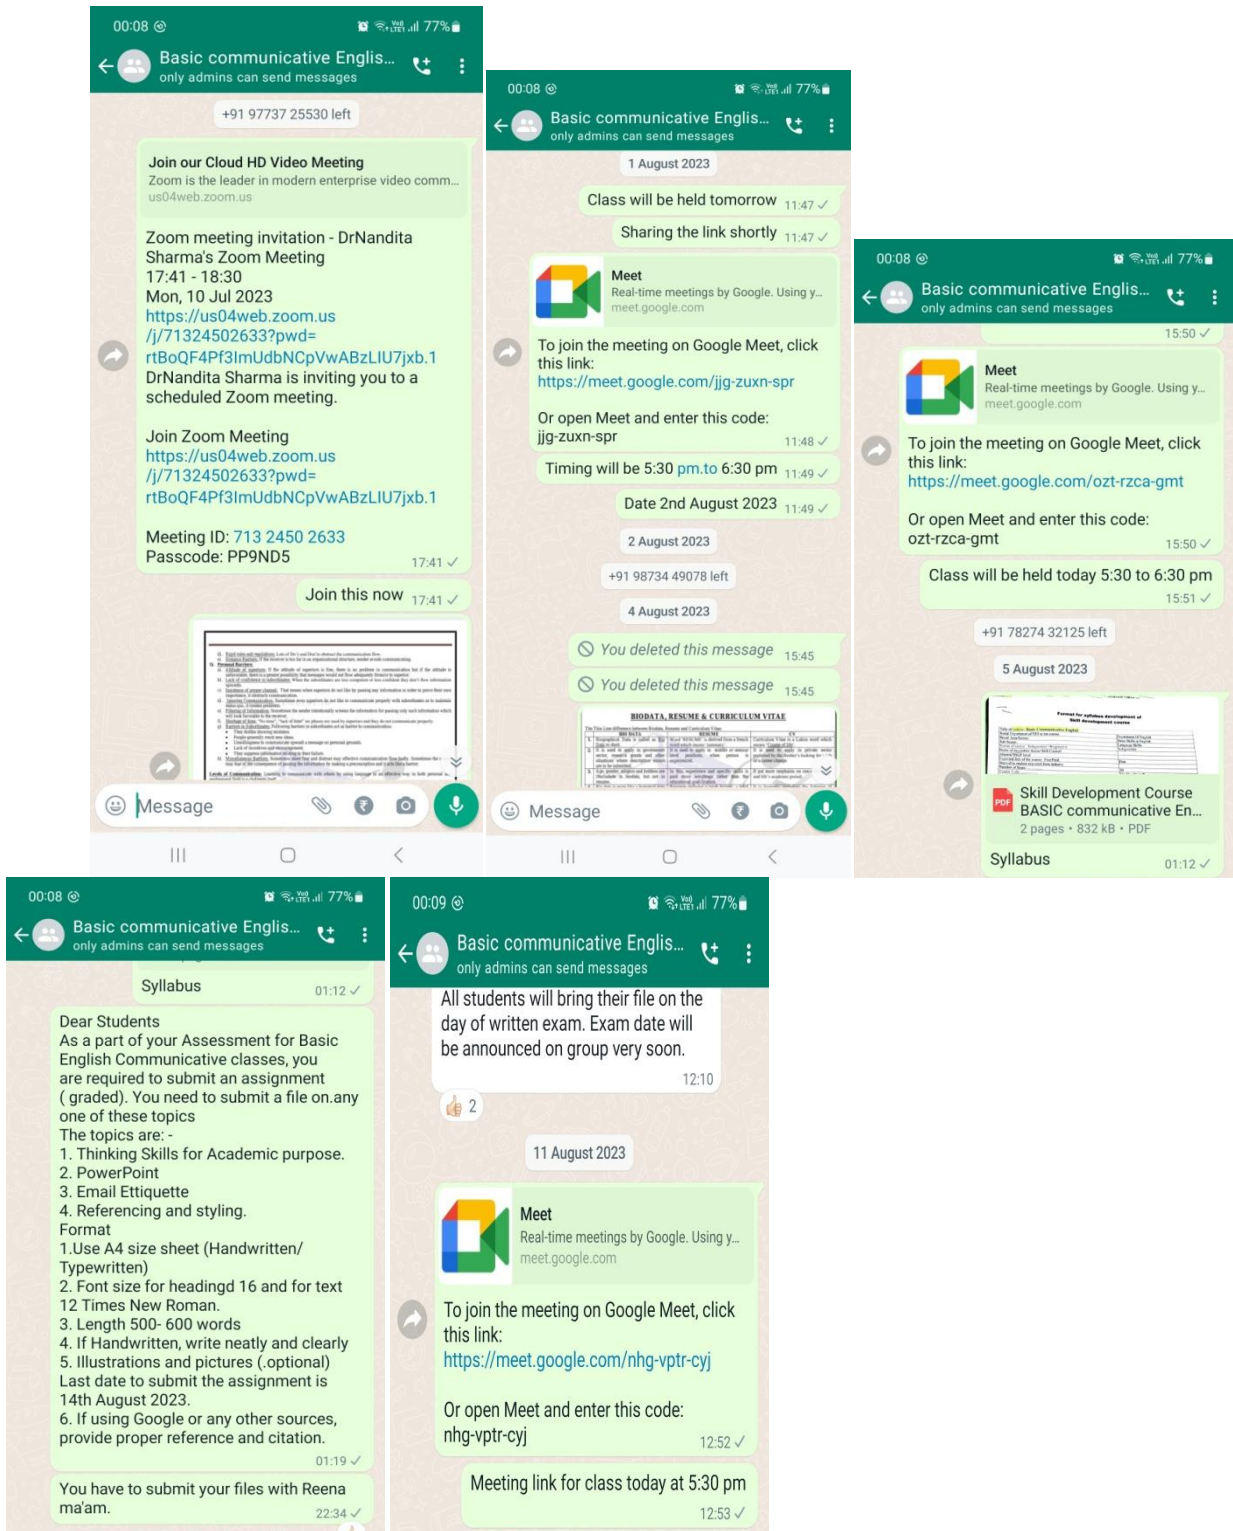 00:08
77%
Basic communicative Englis...
only admins can send messages
+91 97737 25530 left
Join our Cloud HD Video Meeting
Zoom is the leader in modern enterprise video comm...
us04web.zoom.us
Zoom meeting invitation - DrNandita
Sharma's Zoom Meeting
17:41 - 18:30
Mon, 10 Jul 2023
https://us04web.zoom.us
/j/71324502633?pwd=
rtBoQF4Pf3ImUdbNCpVwABzLIU7jxb.1
DrNandita Sharma is inviting you to a
scheduled Zoom meeting.
Join Zoom Meeting
https://us04web.zoom.us
/j/71324502633?pwd=
rtBoQF4Pf3ImUdbNCpVwABzLIU7jxb.1
Meeting ID: 713 2450 2633
Passcode: PP9ND5
17:41
Join this now 17:41
Message
00:08
77%
Basic communicative Englis...
only admins can send messages
1 August 2023
Class will be held tomorrow 11:47
Sharing the link shortly 11:47
Meet
Real-time meetings by Google. Using y...
meet.google.com
To join the meeting on Google Meet, click
this link:
https://meet.google.com/jjg-zuxn-spr
Or open Meet and enter this code:
jjg-zuxn-spr
11:48
Timing will be 5:30 pm.to 6:30 pm 11:49
Date 2nd August 2023 11:49
2 August 2023
+91 98734 49078 left
4 August 2023
You deleted this message 15:45
You deleted this message 15:45
BIODATA, RESUME & CURRICULUM VITAE
BIO DATA RESUME CV
Message
00:08
77%
Basic communicative Englis...
only admins can send messages
15:50
Meet
Real-time meetings by Google. Using y...
meet.google.com
To join the meeting on Google Meet, click
this link:
https://meet.google.com/ozt-rzca-gmt
Or open Meet and enter this code:
ozt-rzca-gmt
15:50
Class will be held today 5:30 to 6:30 pm
15:51
+91 78274 32125 left
5 August 2023
Format for syllabus development of
Skill development course
PDF
Skill Development Course
BASIC communicative En...
2 pages • 832 kB • PDF
Syllabus
01:12
00:08
77%
Basic communicative Englis...
only admins can send messages
Syllabus
01:12
Dear Students
As a part of your Assessment for Basic
English Communicative classes, you
are required to submit an assignment
( graded). You need to submit a file on.any
one of these topics
The topics are: -
1. Thinking Skills for Academic purpose.
2. PowerPoint
3. Email Ettiquette
4. Referencing and styling.
Format
1.Use A4 size sheet (Handwritten/
Typewritten)
2. Font size for headingd 16 and for text
12 Times New Roman.
3. Length 500- 600 words
4. If Handwritten, write neatly and clearly
5. Illustrations and pictures (.optional)
Last date to submit the assignment is
14th August 2023.
6. If using Google or any other sources,
provide proper reference and citation.
01:19
You have to submit your files with Reena
ma'am.
22:34
00:09
77%
Basic communicative Englis...
only admins can send messages
All students will bring their file on the
day of written exam. Exam date will
be announced on group very soon.
12:10
2
11 August 2023
Meet
Real-time meetings by Google. Using y...
meet.google.com
To join the meeting on Google Meet, click
this link:
https://meet.google.com/nhg-vptr-cyj
Or open Meet and enter this code:
nhg-vptr-cyj
12:52
Meeting link for class today at 5:30 pm
12:53